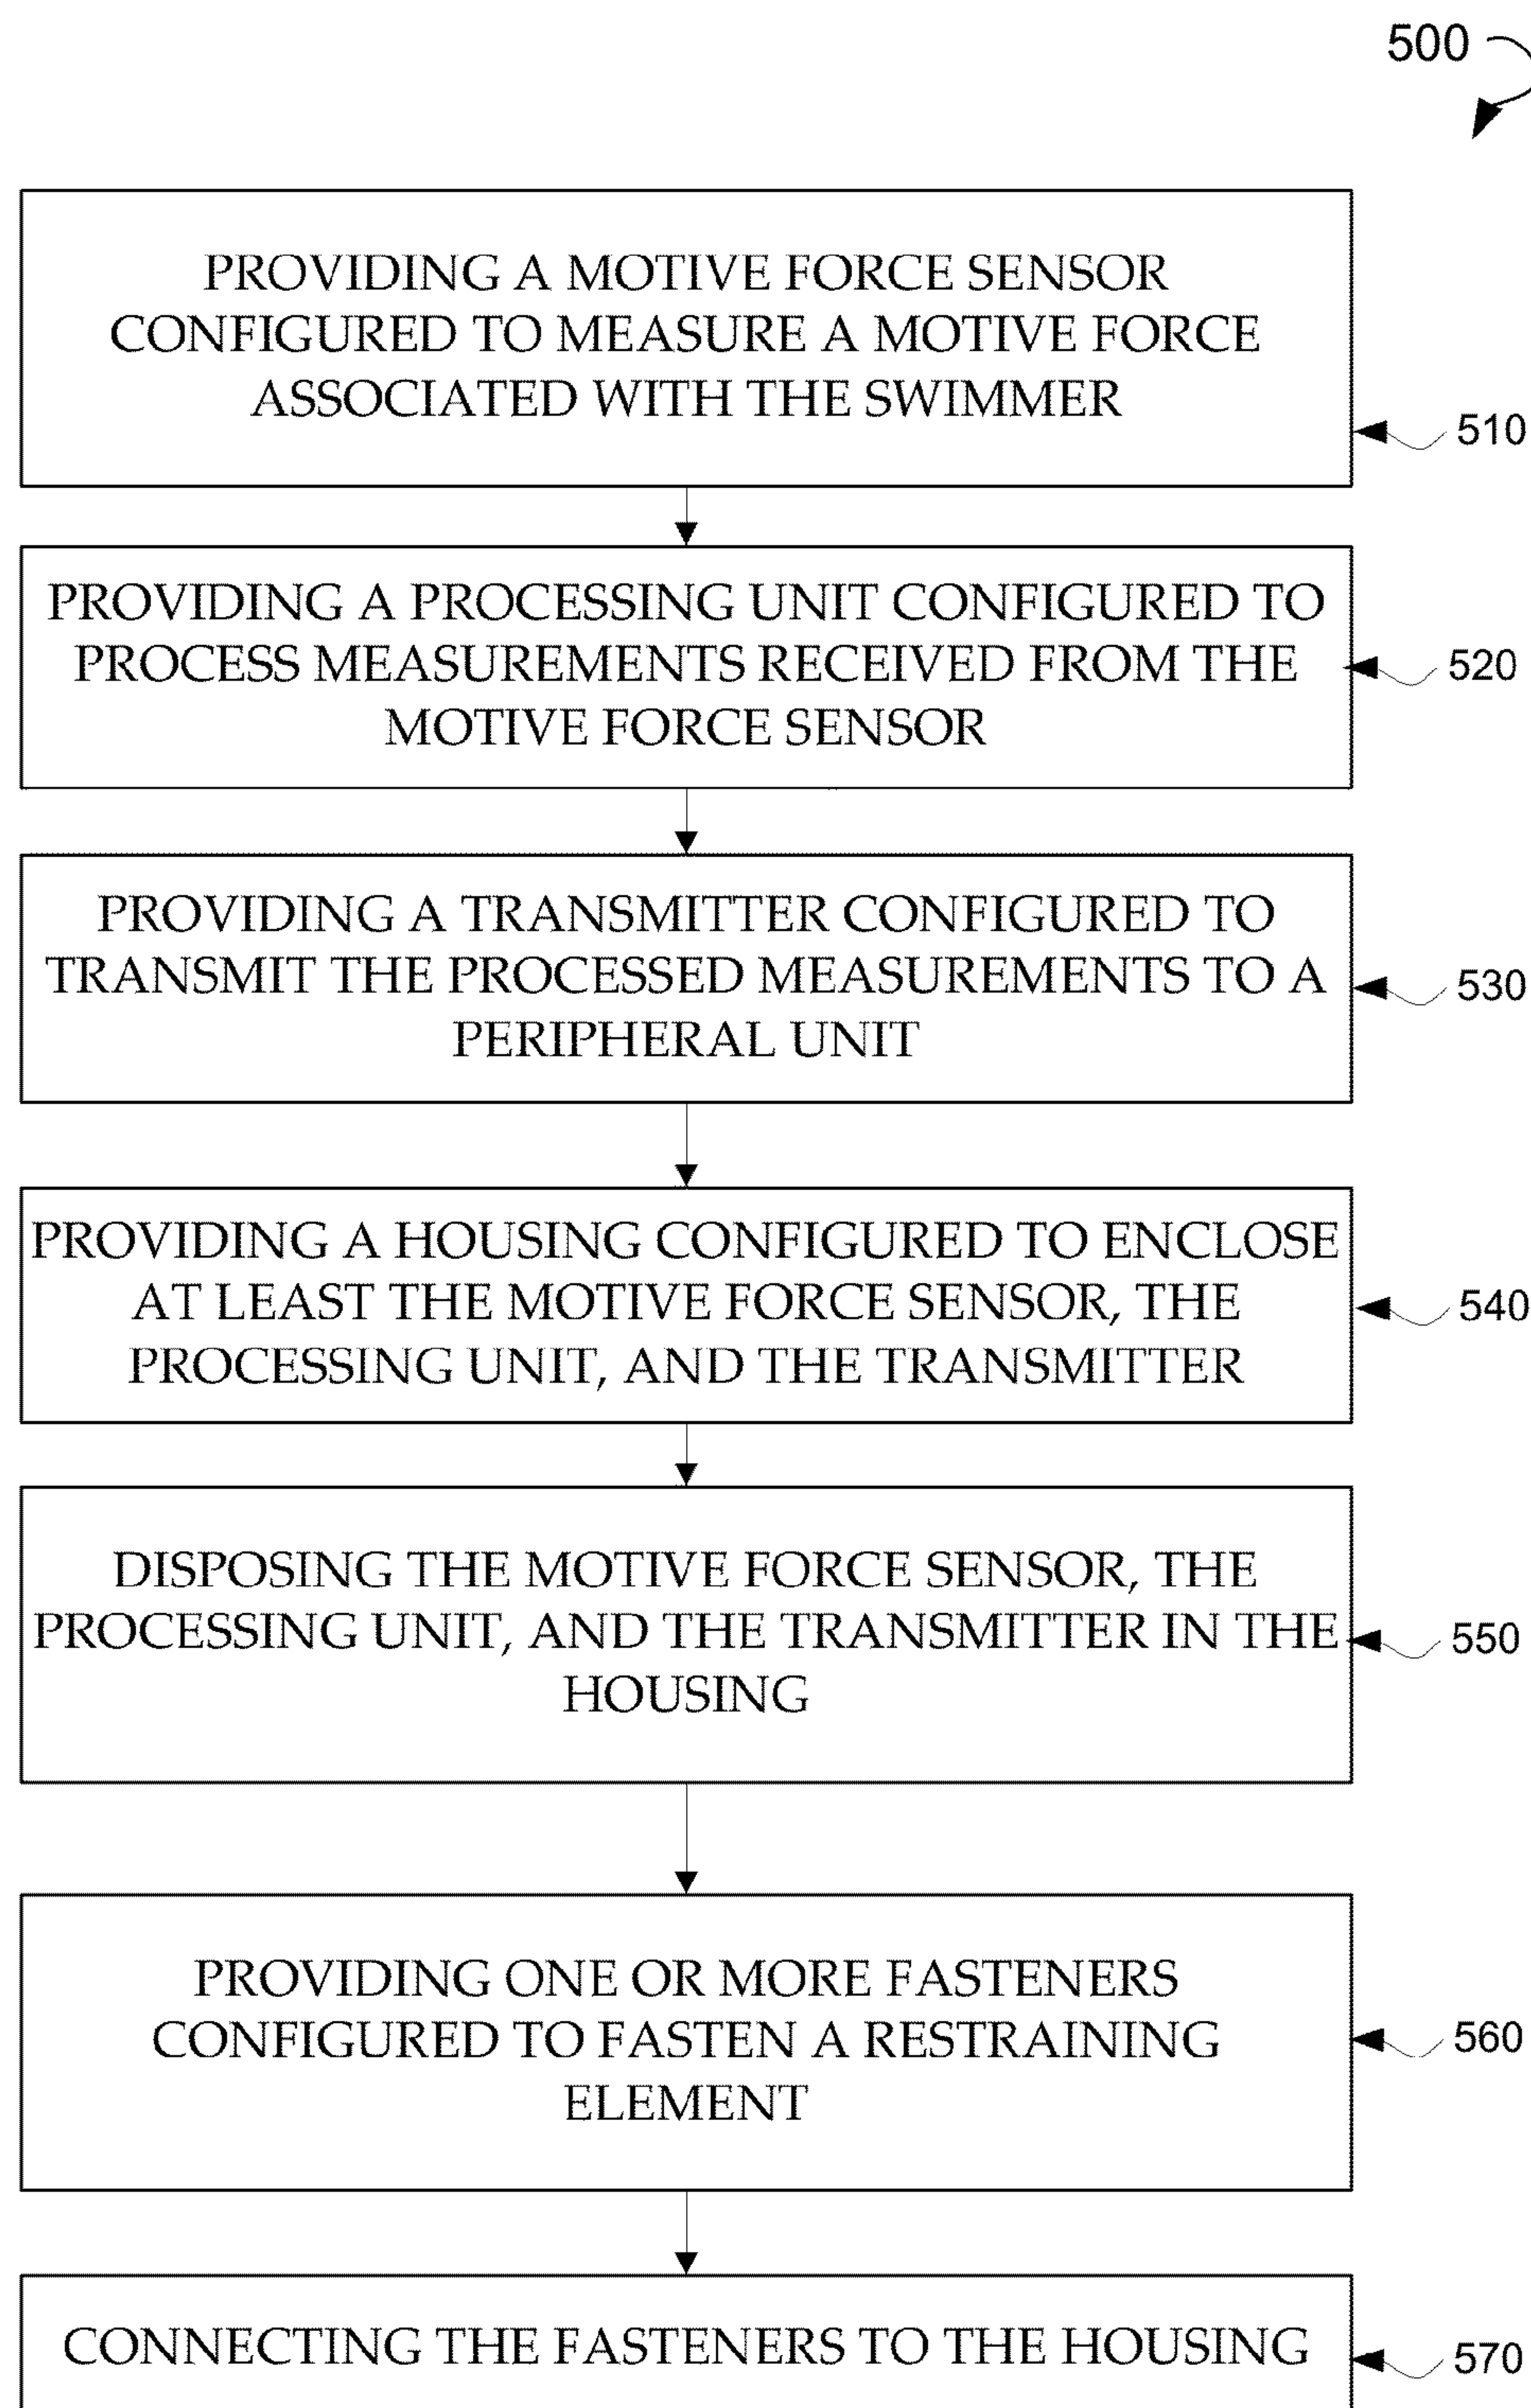 500
PROVIDING A MOTIVE FORCE SENSOR
CONFIGURED TO MEASURE A MOTIVE FORCE
ASSOCIATED WITH THE SWIMMER
510
PROVIDING A PROCESSING UNIT CONFIGURED TO
PROCESS MEASUREMENTS RECEIVED FROM THE
MOTIVE FORCE SENSOR
520
PROVIDING A TRANSMITTER CONFIGURED TO
TRANSMIT THE PROCESSED MEASUREMENTS TO A
PERIPHERAL UNIT
530
PROVIDING A HOUSING CONFIGURED TO ENCLOSE
AT LEAST THE MOTIVE FORCE SENSOR, THE
PROCESSING UNIT, AND THE TRANSMITTER
540
DISPOSING THE MOTIVE FORCE SENSOR, THE
PROCESSING UNIT, AND THE TRANSMITTER IN THE
HOUSING
550
PROVIDING ONE OR MORE FASTENERS
CONFIGURED TO FASTEN A RESTRAINING
ELEMENT
560
CONNECTING THE FASTENERS TO THE HOUSING
570